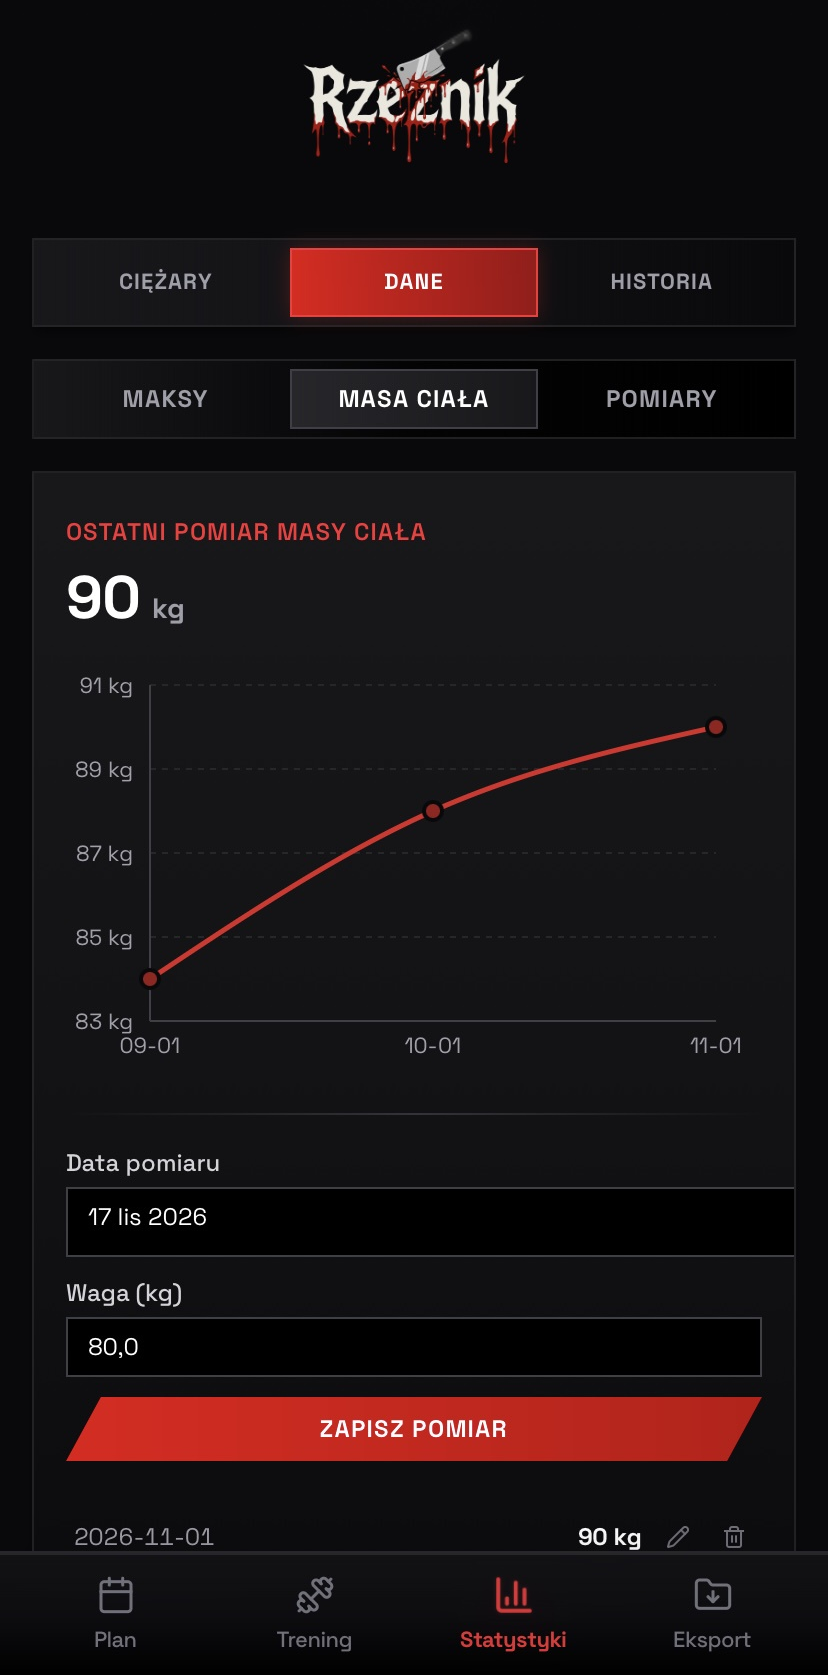 Rzeźnik
CIĘŻARY DANE HISTORIA
MAKSY MASA CIAŁA POMIARY
OSTATNI POMIAR MASY CIAŁA
90 kg
91 kg
89 kg
87 kg
85 kg
83 kg
09-01 10-01 11-01
Data pomiaru
17 lis 2026
Waga (kg)
80,0
ZAPISZ POMIAR
2026-11-01 90 kg
Plan Trening Statystyki Eksport